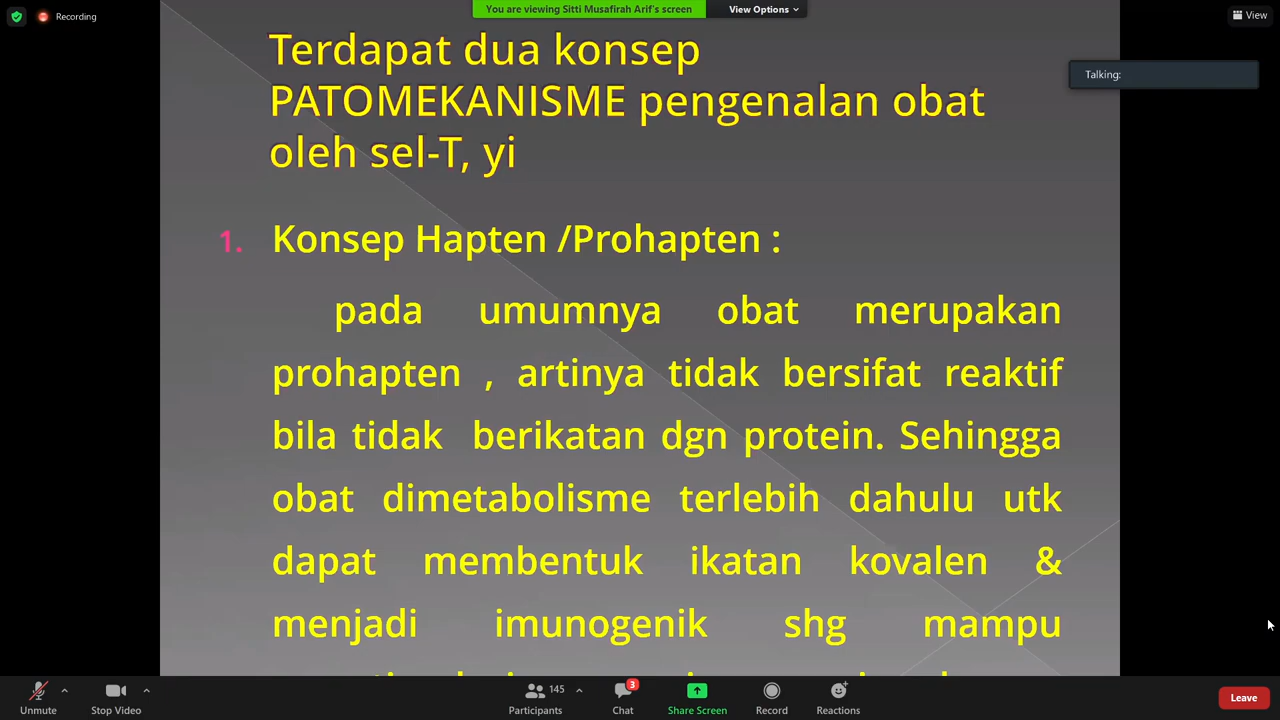 Recording
You are viewing Sitti Musafirah Arif's screen
View Options
View
Talking:
Terdapat dua konsep
PATOMEKANISME pengenalan obat
oleh sel-T, yi
1. Konsep Hapten /Prohapten :
pada umumnya obat merupakan
prohapten , artinya tidak bersifat reaktif
bila tidak berikatan dgn protein. Sehingga
obat dimetabolisme terlebih dahulu utk
dapat membentuk ikatan kovalen &
menjadi imunogenik shg mampu
Unmute
Stop Video
145
Participants
3
Chat
Share Screen
Record
Reactions
Leave